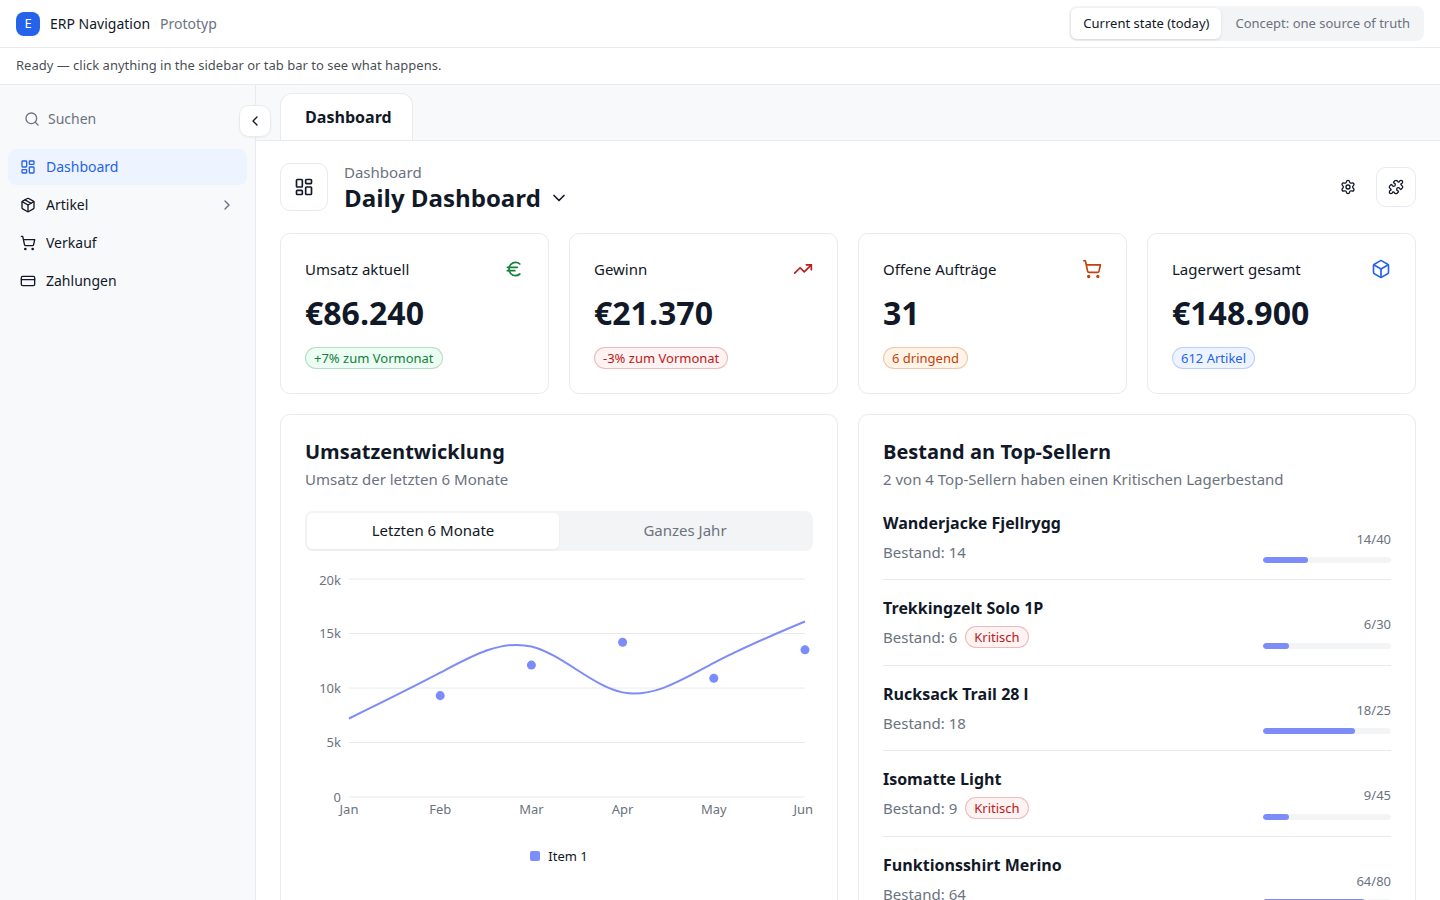 E ERP Navigation Prototyp
Current state (today) Concept: one source of truth
Ready — click anything in the sidebar or tab bar to see what happens.
Suchen
Dashboard
Artikel
Verkauf
Zahlungen
Dashboard
Dashboard
Daily Dashboard
Umsatz aktuell
€86.240
+7% zum Vormonat
Gewinn
€21.370
-3% zum Vormonat
Offene Aufträge
31
6 dringend
Lagerwert gesamt
€148.900
612 Artikel
Umsatzentwicklung
Umsatz der letzten 6 Monate
Letzten 6 Monate Ganzes Jahr
20k
15k
10k
5k
0
Jan Feb Mar Apr May Jun
Item 1
Bestand an Top-Sellern
2 von 4 Top-Sellern haben einen Kritischen Lagerbestand
Wanderjacke Fjellrygg
Bestand: 14
14/40
Trekkingzelt Solo 1P
Bestand: 6 Kritisch
6/30
Rucksack Trail 28 l
Bestand: 18
18/25
Isomatte Light
Bestand: 9 Kritisch
9/45
Funktionsshirt Merino
Bestand: 64
64/80